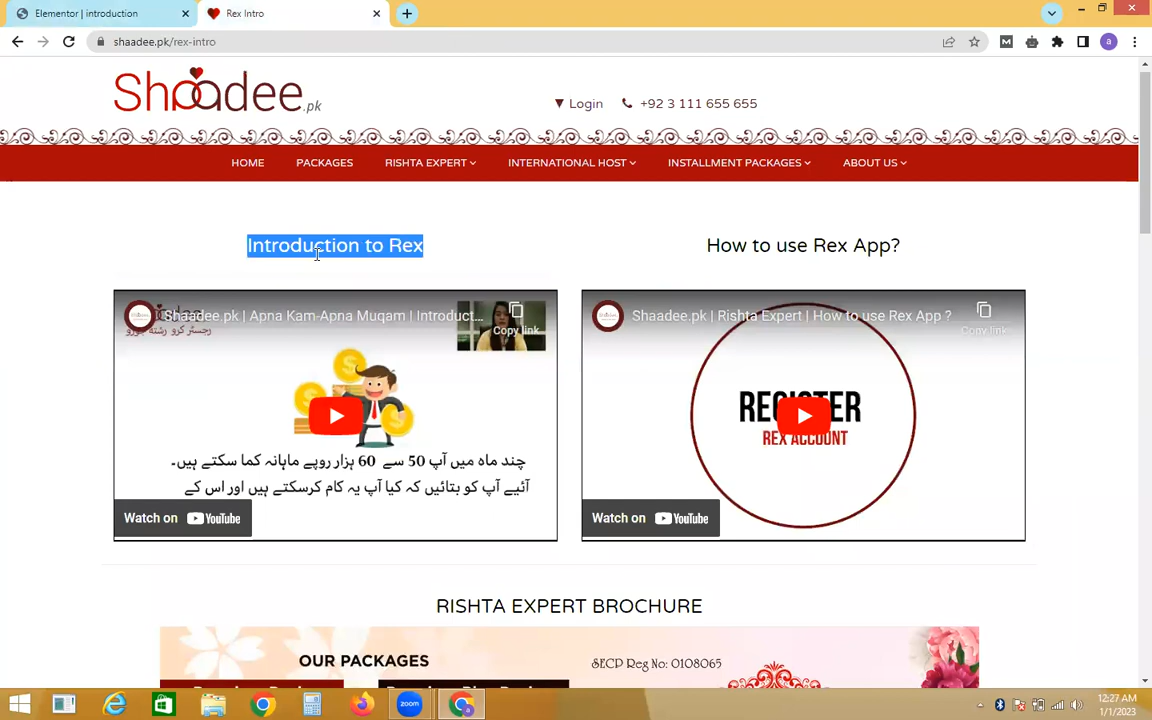 Elementor | introduction
Rex Intro
shaadee.pk/rex-intro
a
Shaadee.pk
Login
+92 3 111 655 655
HOME
PACKAGES
RISHTA EXPERT
INTERNATIONAL HOST
INSTALLMENT PACKAGES
ABOUT US
Introduction to Rex
How to use Rex App?
Shaadee.pk | Apna Kam-Apna Muqam | Introduct...
Copy link
رجسٹر کرو رشتہ جوڑو
چند ماہ میں آپ 50 سے 60 ہزار روپے ماہانہ کما سکتے ہیں۔
آئیے آپ کو بتائیں کہ کیا آپ یہ کام کرسکتے ہیں اور اس کے
Watch on YouTube
Shaadee.pk | Rishta Expert | How to use Rex App ?
Copy link
REGISTER
REX ACCOUNT
Watch on YouTube
RISHTA EXPERT BROCHURE
OUR PACKAGES
SECP Reg No: 0108065
zoom
12:27 AM
1/1/2023